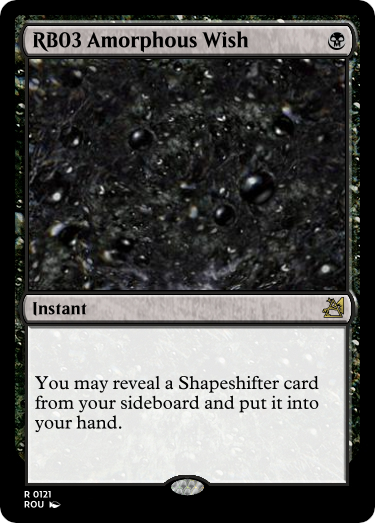 RB03 Amorphous Wish
Instant
You may reveal a Shapeshifter card
from your sideboard and put it into
your hand.
R 0121
ROU